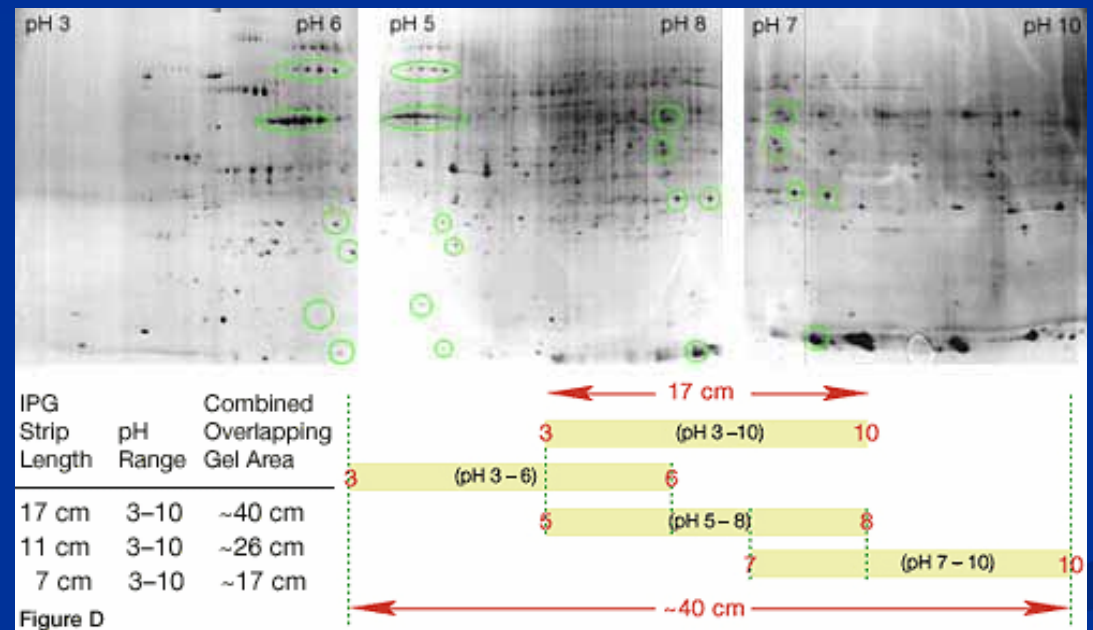 pH 3
pH 6
pH 5
pH 8
pH 7
pH 10
IPG
Strip
Length
pH
Range
Combined
Overlapping
Gel Area
17 cm 3–10 ~40 cm
11 cm 3–10 ~26 cm
7 cm 3–10 ~17 cm
Figure D
17 cm
3 (pH 3–10) 10
3 (pH 3–6) 6
5 (pH 5–8) 8
7 (pH 7–10) 10
~40 cm